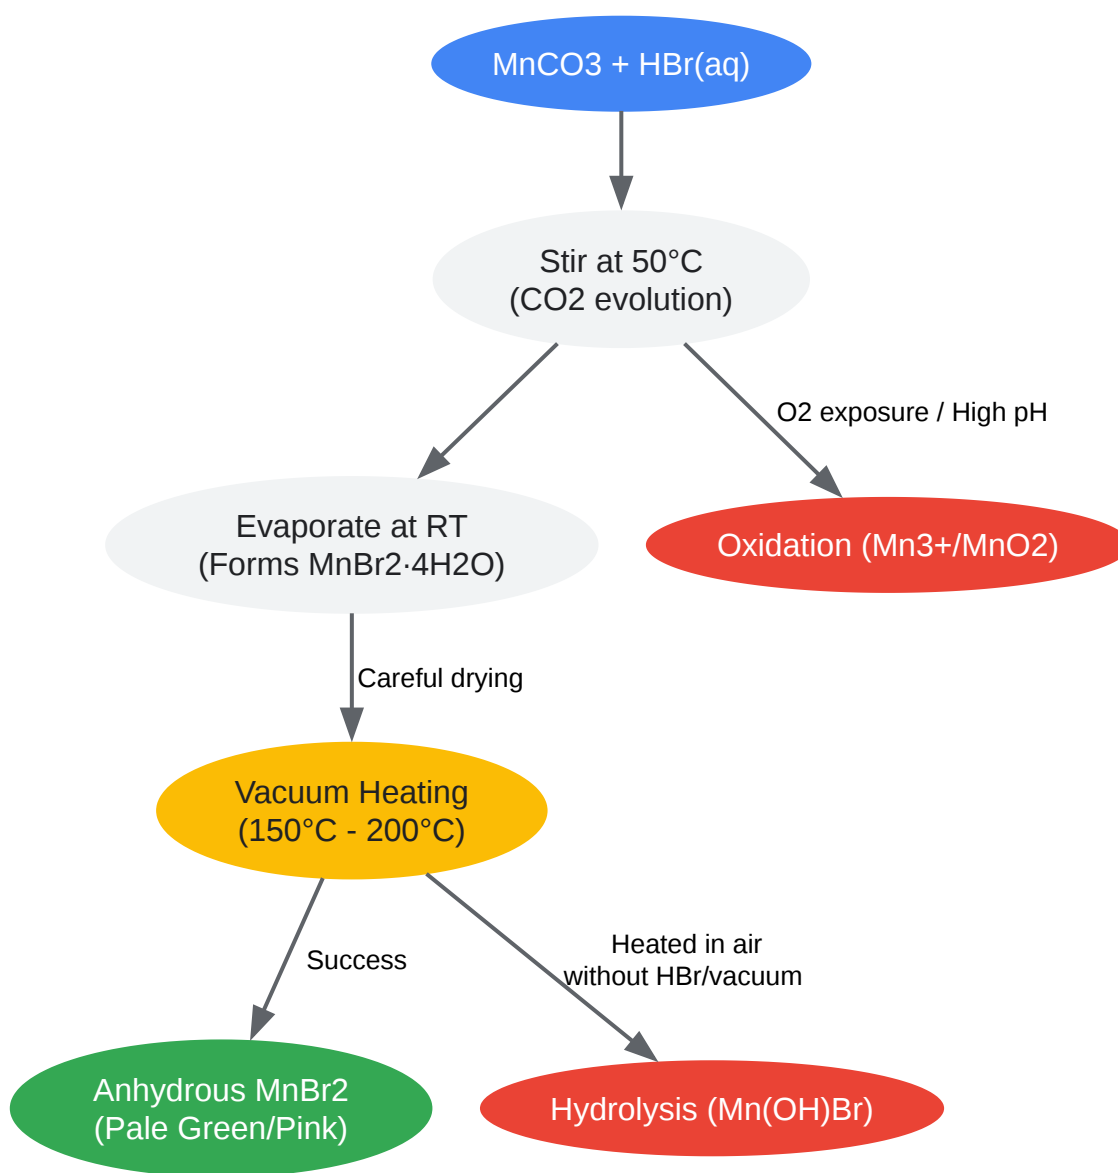 MnCO3 + HBr(aq)
Stir at 50°C
(CO2 evolution)
O2 exposure / High pH
Evaporate at RT
(Forms MnBr2·4H2O)
Oxidation (Mn3+/MnO2)
Careful drying
Vacuum Heating
(150°C - 200°C)
Success
Heated in air
without HBr/vacuum
Anhydrous MnBr2
(Pale Green/Pink)
Hydrolysis (Mn(OH)Br)